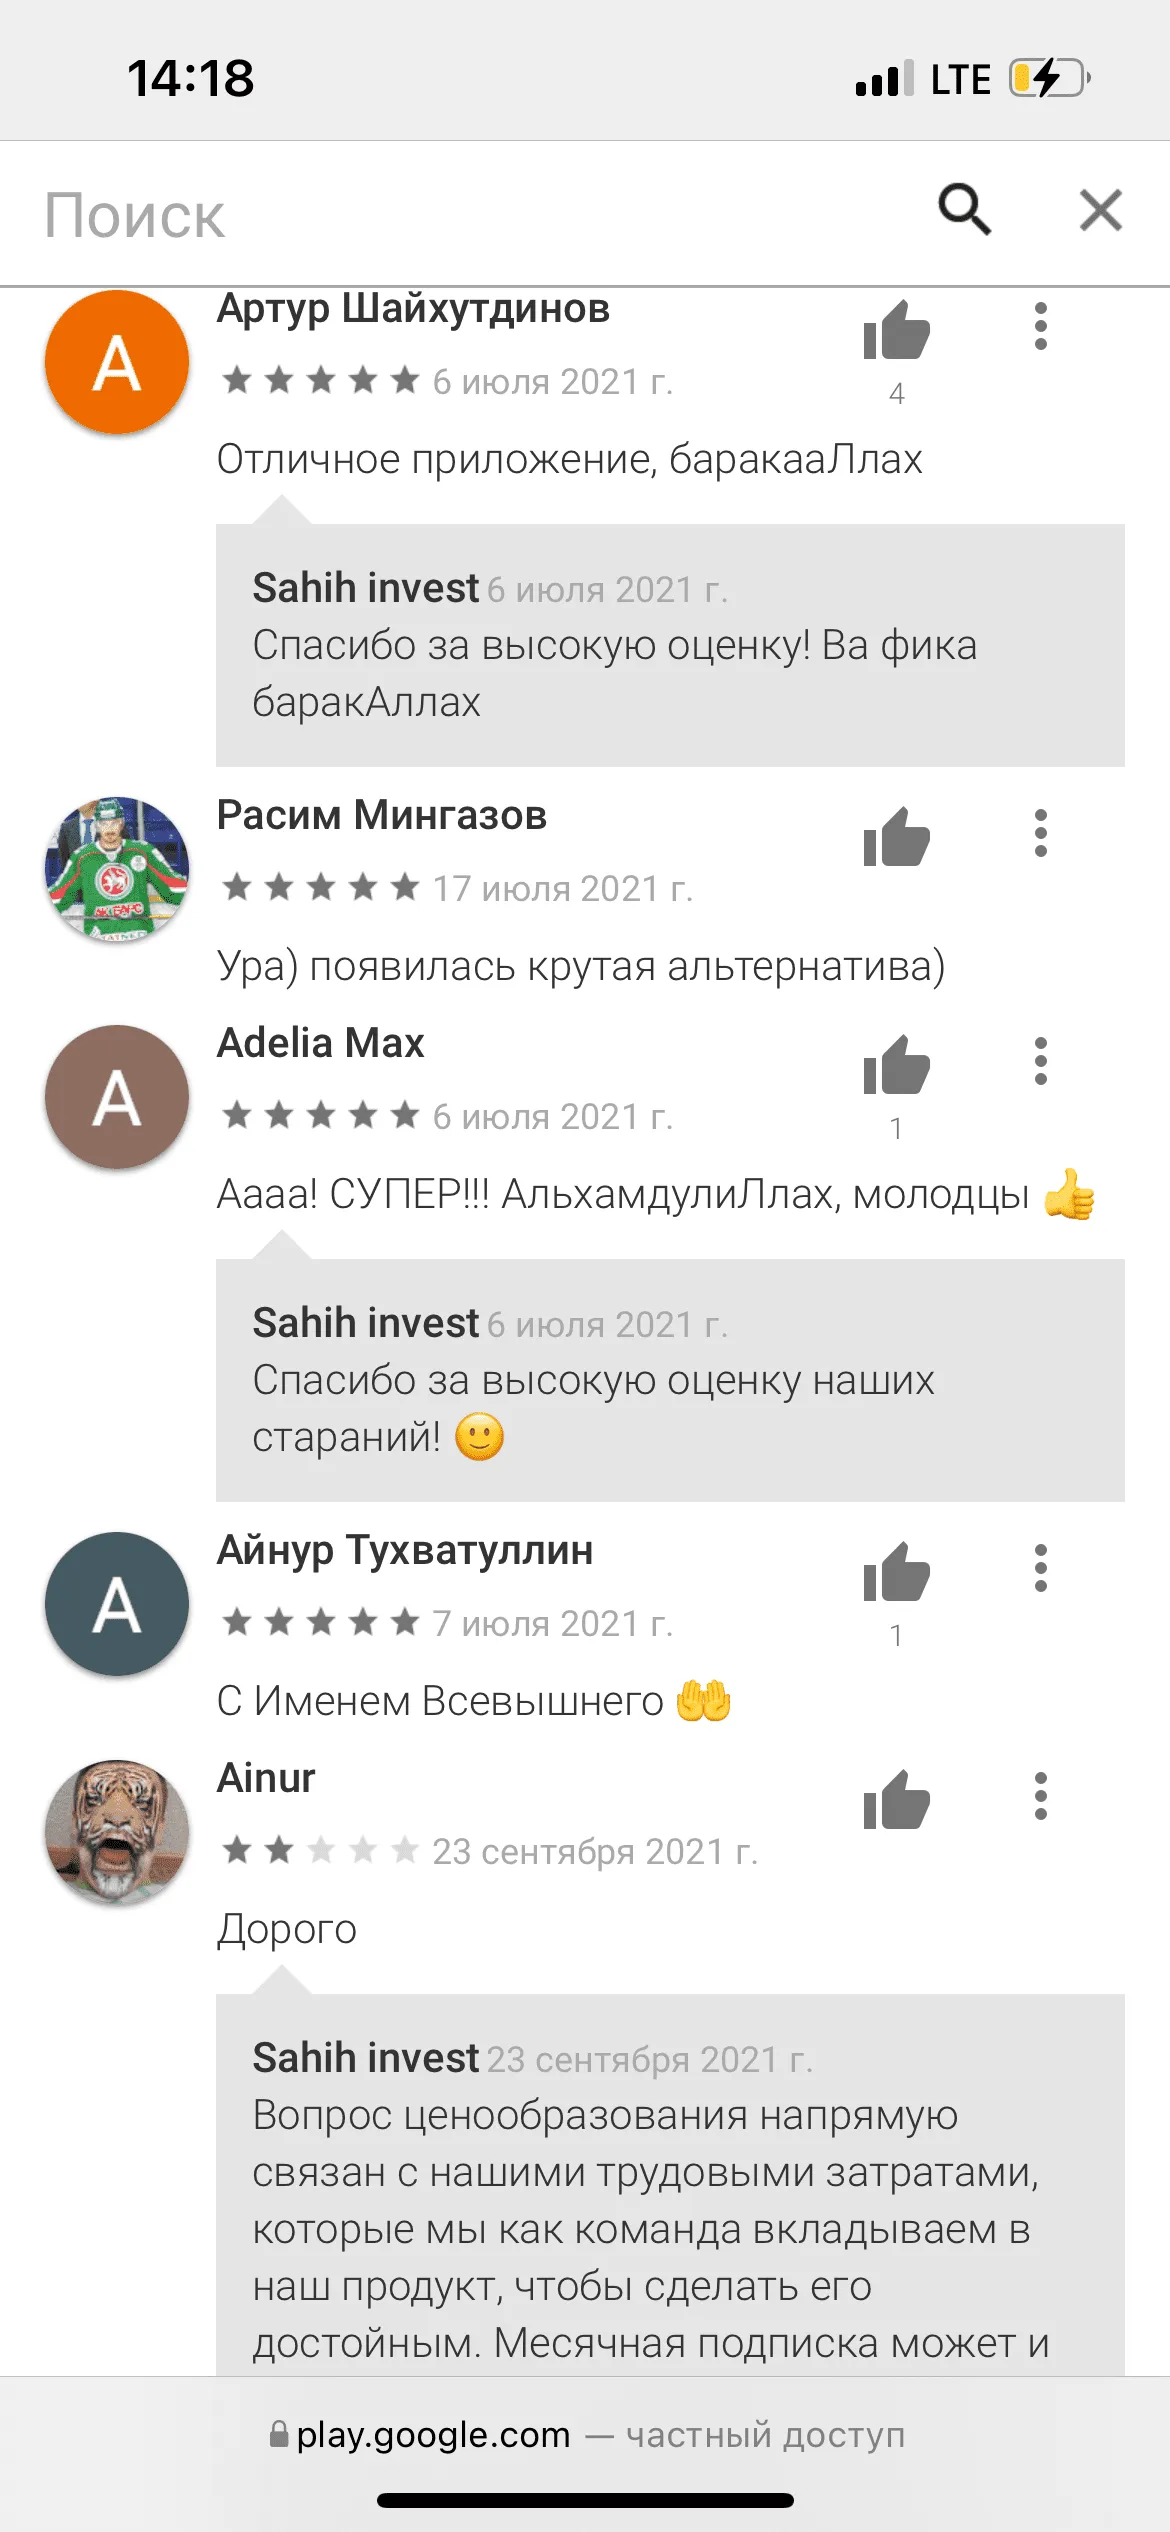 14:18
LTE
Поиск
Артур Шайхутдинов
6 июля 2021 г.
4
Отличное приложение, баракааЛлах
Sahih invest 6 июля 2021 г.
Спасибо за высокую оценку! Ва фика
баракАллах
Расим Мингазов
17 июля 2021 г.
Ура) появилась крутая альтернатива)
Adelia Max
6 июля 2021 г.
1
Аааа! СУПЕР!!! АльхамдулиЛлах, молодцы 👍
Sahih invest 6 июля 2021 г.
Спасибо за высокую оценку наших
стараний! 🙂
A
Айнур Тухватуллин
7 июля 2021 г.
1
С Именем Всевышнего 🤲
Ainur
23 сентября 2021 г.
Дорого
Sahih invest 23 сентября 2021 г.
Вопрос ценообразования напрямую
связан с нашими трудовыми затратами,
которые мы как команда вкладываем в
наш продукт, чтобы сделать его
достойным. Месячная подписка может и
play.google.com — частный доступ